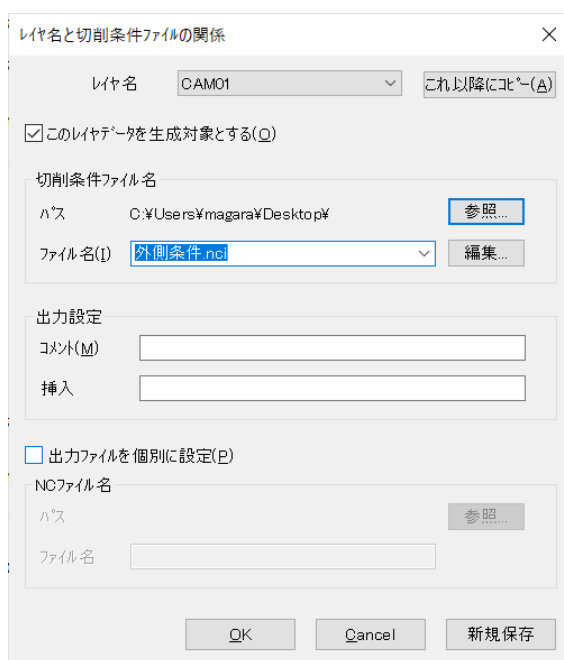 ﾚｲﾔ名と切削条件ﾌｧｲﾙの関係
ﾚｲﾔ名 CAM01 これ以降にｺﾋﾟｰ(A)
このﾚｲﾔﾃﾞｰﾀを生成対象とする(O)
切削条件ﾌｧｲﾙ名
ﾊﾟｽ C:¥Users¥magara¥Desktop¥ 参照...
ﾌｧｲﾙ名(I) 外側条件.nci 編集...
出力設定
ｺﾒﾝﾄ(M)
挿入
出力ﾌｧｲﾙを個別に設定(P)
NCﾌｧｲﾙ名
ﾊﾟｽ 参照...
ﾌｧｲﾙ名
OK Cancel 新規保存